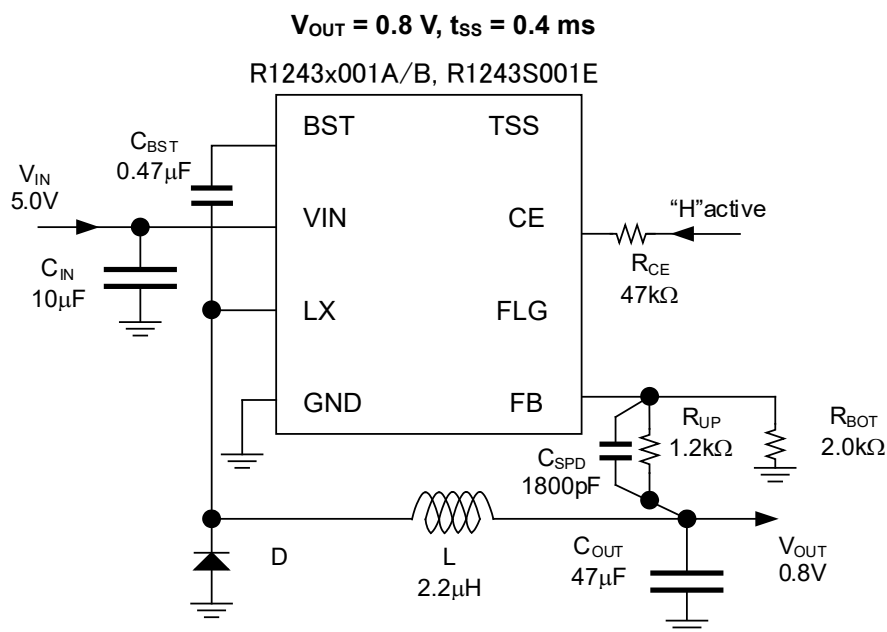 VOUT = 0.8 V, tSS = 0.4 ms
R1243x001A/B, R1243S001E
BST
TSS
CBST
0.47μF
VIN
5.0V
VIN
CE
"H"active
RCE
47kΩ
CIN
10μF
LX
FLG
GND
FB
RUP
1.2kΩ
RBOT
2.0kΩ
CSPD
1800pF
D
L
2.2μH
COUT
47μF
VOUT
0.8V